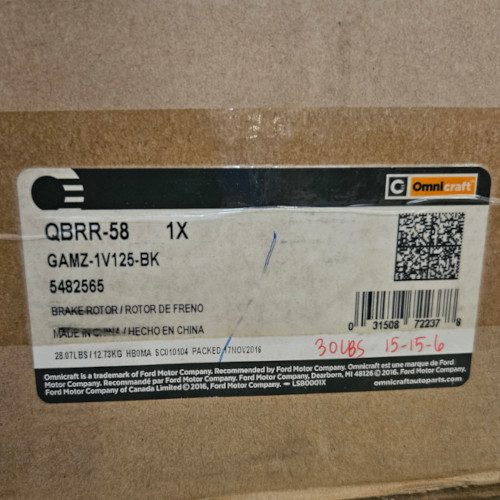 Omnicraft
QBRR-58 1X
GAMZ-1V125-BK
5482565
BRAKE ROTOR / ROTOR DE FRENO
MADE IN CHINA / HECHO EN CHINA
0 31508 72237 8
28.07LBS / 12.73KG HB0MA SC010104 PACKED 17NOV2016
30LBS 15-15-6
Omnicraft is a trademark of Ford Motor Company. Recommended by Ford Motor Company. Omnicraft est une marque de Ford
Motor Company. Recommandé par Ford Motor Company. Ford Motor Company, Dearborn, MI 48126 © 2016, Ford Motor
Company of Canada Limited © 2016, Ford Motor Company. LSB0001X
omnicraftautoparts.com